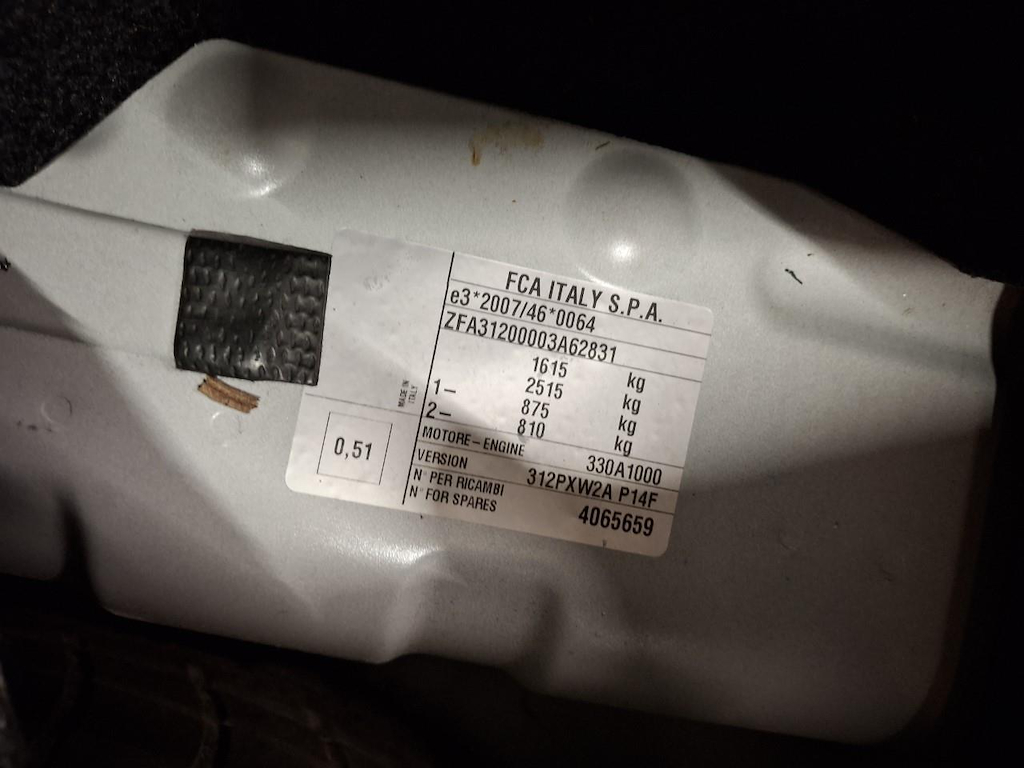 FCA ITALY S.P.A.
e3*2007/46*0064
ZFA31200003A62831
1615 kg
2515 kg
1– 875 kg
2– 810 kg
MOTORE–ENGINE 330A1000
VERSION 312PXW2A P14F
N° PER RICAMBI
N° FOR SPARES 4065659
MADE IN
ITALY
0,51